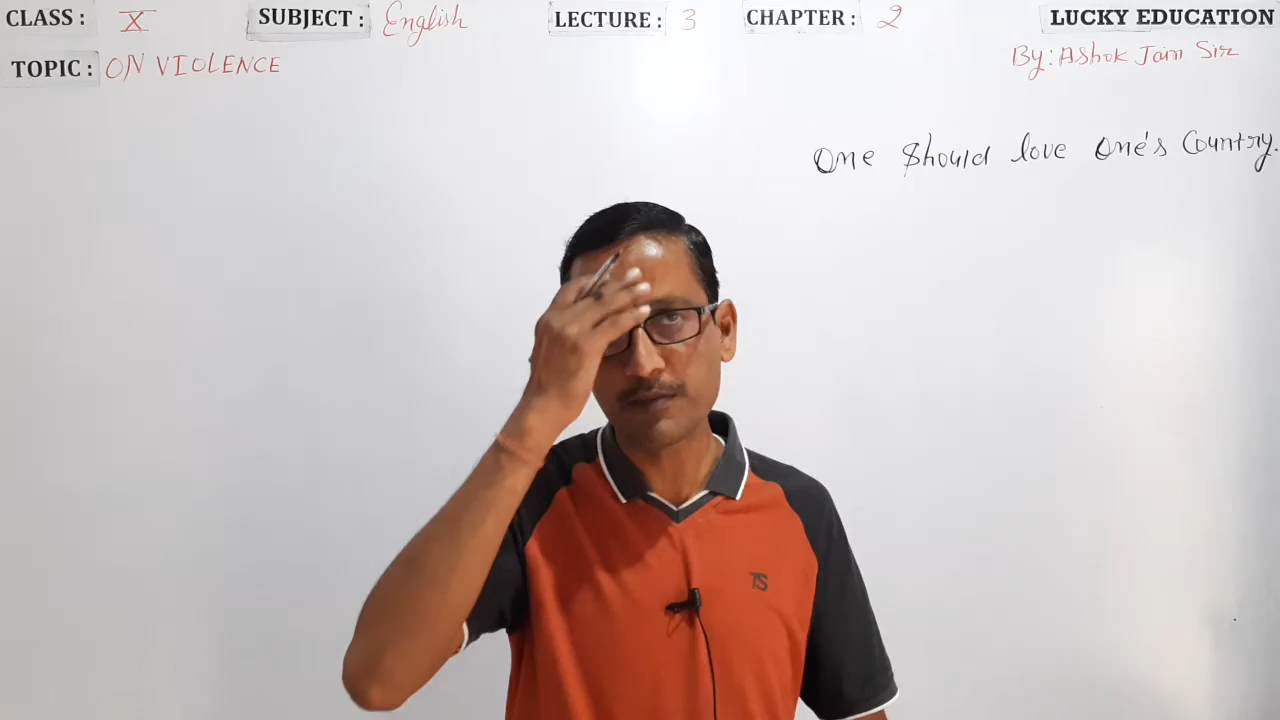 CLASS : X SUBJECT : English LECTURE : 3 CHAPTER : 2 LUCKY EDUCATION
TOPIC : ON VIOLENCE By: Ashok Jain Sir
One should love One's Country.
TS